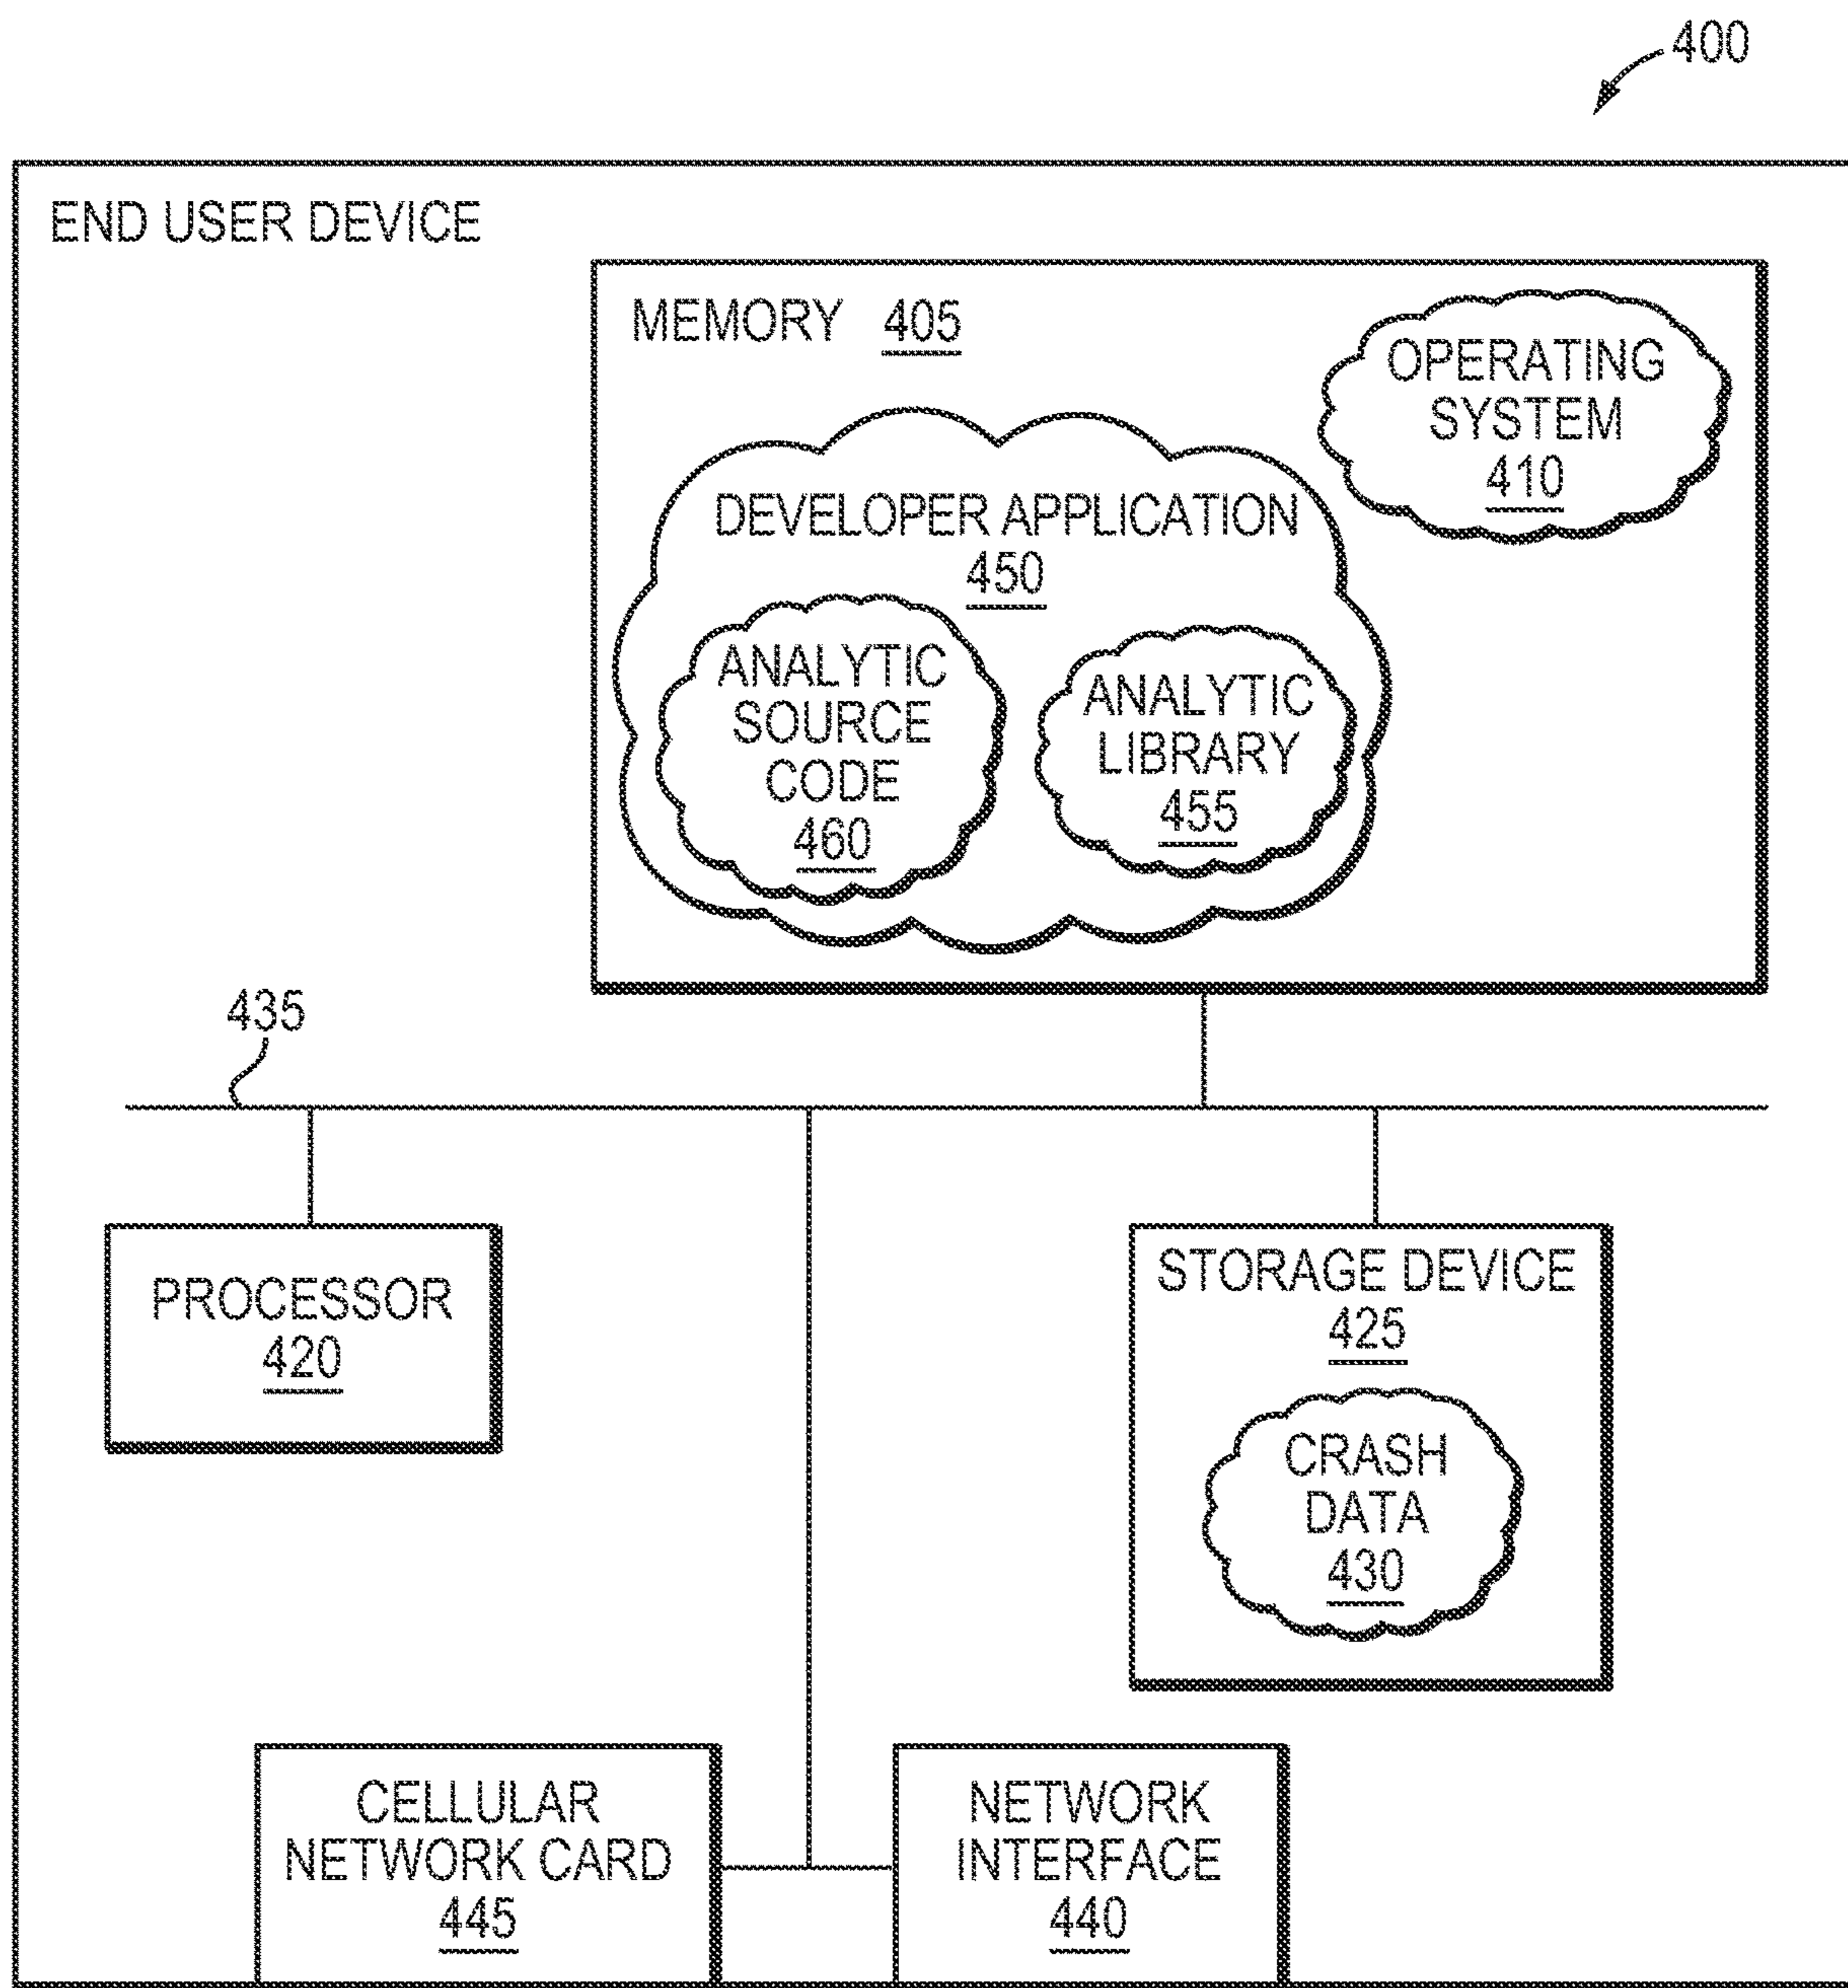 400
END USER DEVICE
MEMORY 405
OPERATING
SYSTEM
410
DEVELOPER APPLICATION
450
ANALYTIC
SOURCE
CODE
460
ANALYTIC
LIBRARY
455
435
PROCESSOR
420
STORAGE DEVICE
425
CRASH
DATA
430
CELLULAR
NETWORK CARD
445
NETWORK
INTERFACE
440